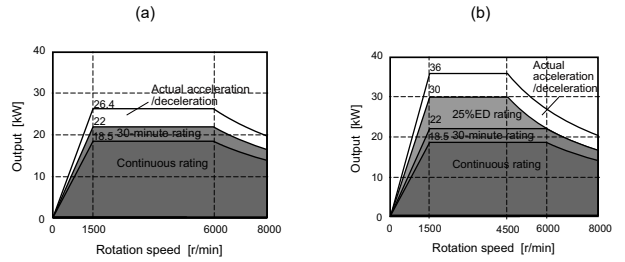 (a)
40
30
20
10
0
Output [kW]
26.4
22
18.5
Actual acceleration
/deceleration
30-minute rating
Continuous rating
0
1500
6000
8000
Rotation speed [r/min]
(b)
40
30
20
10
0
Output [kW]
36
30
22
18.5
Actual
acceleration
/deceleration
25%ED rating
30-minute rating
Continuous rating
0
1500
4500
6000
8000
Rotation speed [r/min]